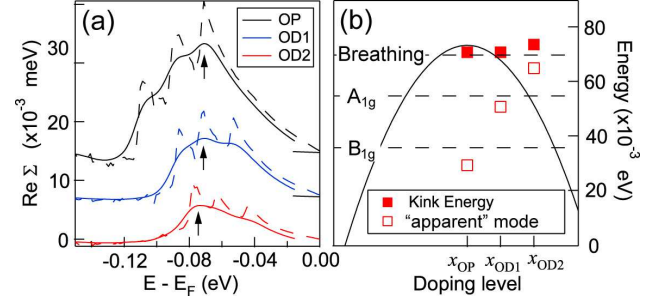 (a)
OP
OD1
OD2
30
20
10
0
Re Σ (x10⁻³ meV)
-0.12
-0.08
-0.04
0.00
E - E_F (eV)
(b)
Breathing
A₁g
B₁g
80
60
40
20
0
Energy (x10⁻³ eV)
Kink Energy
"apparent" mode
x_OP
x_OD1
x_OD2
Doping level